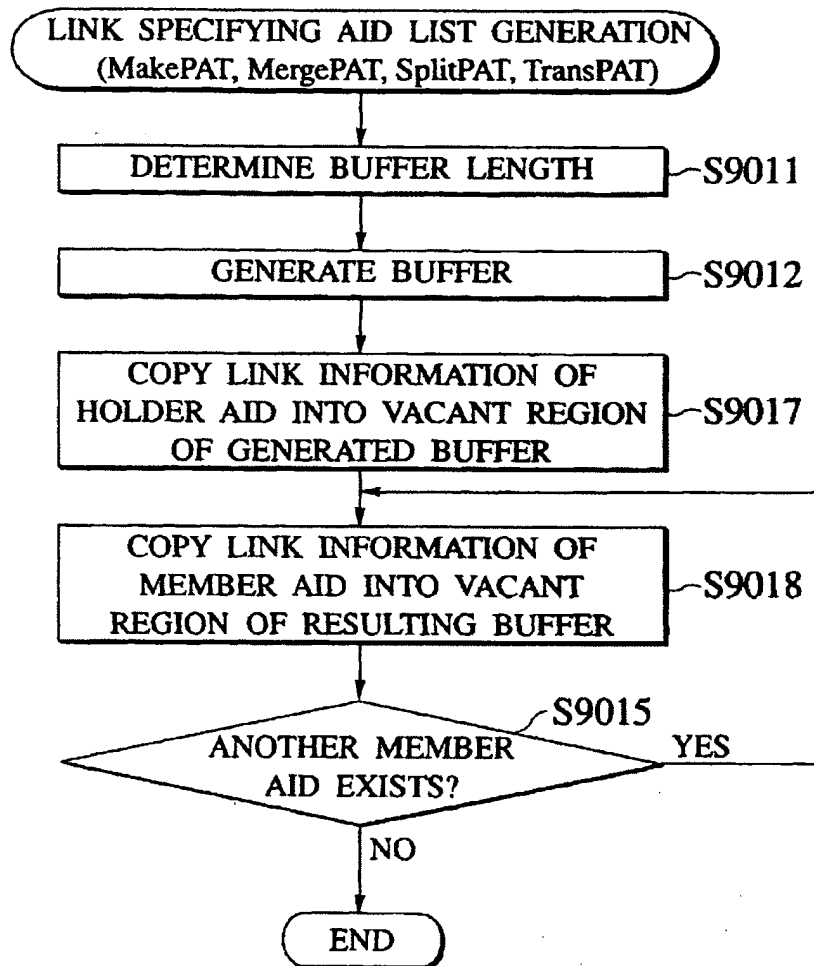 LINK SPECIFYING AID LIST GENERATION
(MakePAT, MergePAT, SplitPAT, TransPAT)
DETERMINE BUFFER LENGTH
S9011
GENERATE BUFFER
S9012
COPY LINK INFORMATION OF
HOLDER AID INTO VACANT REGION
OF GENERATED BUFFER
S9017
COPY LINK INFORMATION OF
MEMBER AID INTO VACANT
REGION OF RESULTING BUFFER
S9018
S9015
ANOTHER MEMBER
AID EXISTS?
YES
NO
END